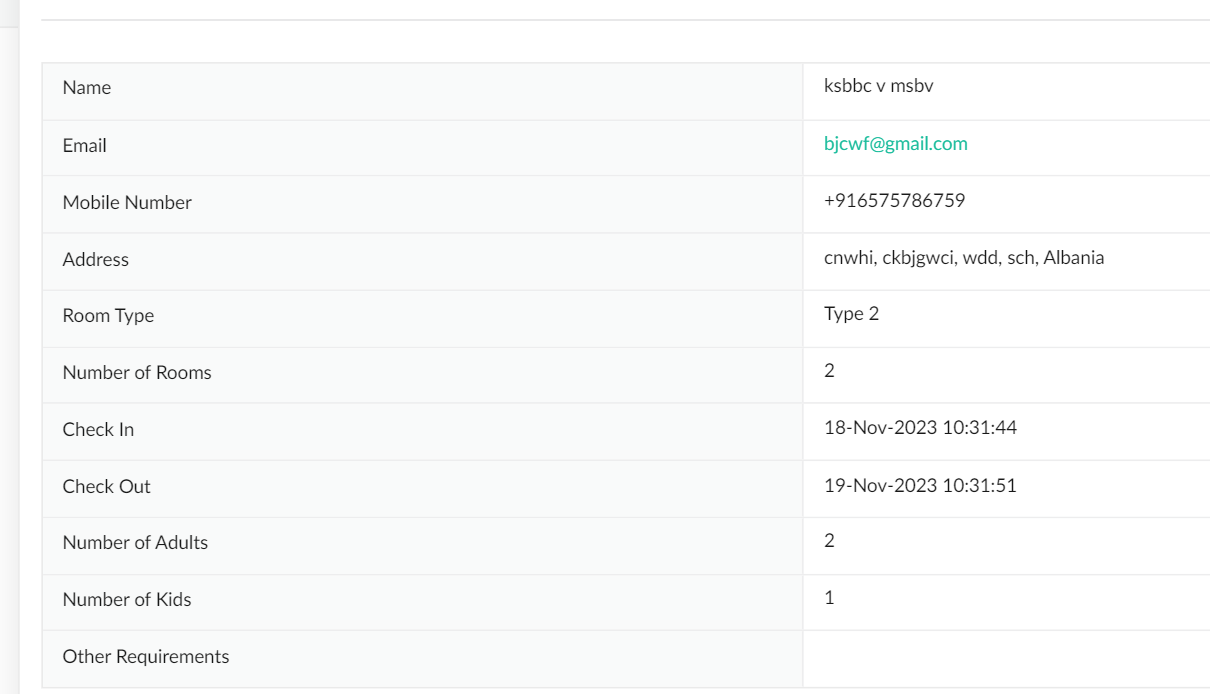 Name ksbbc v msbv
Email bjcwf@gmail.com
Mobile Number +916575786759
Address cnwhi, ckbjgwci, wdd, sch, Albania
Room Type Type 2
Number of Rooms 2
Check In 18-Nov-2023 10:31:44
Check Out 19-Nov-2023 10:31:51
Number of Adults 2
Number of Kids 1
Other Requirements